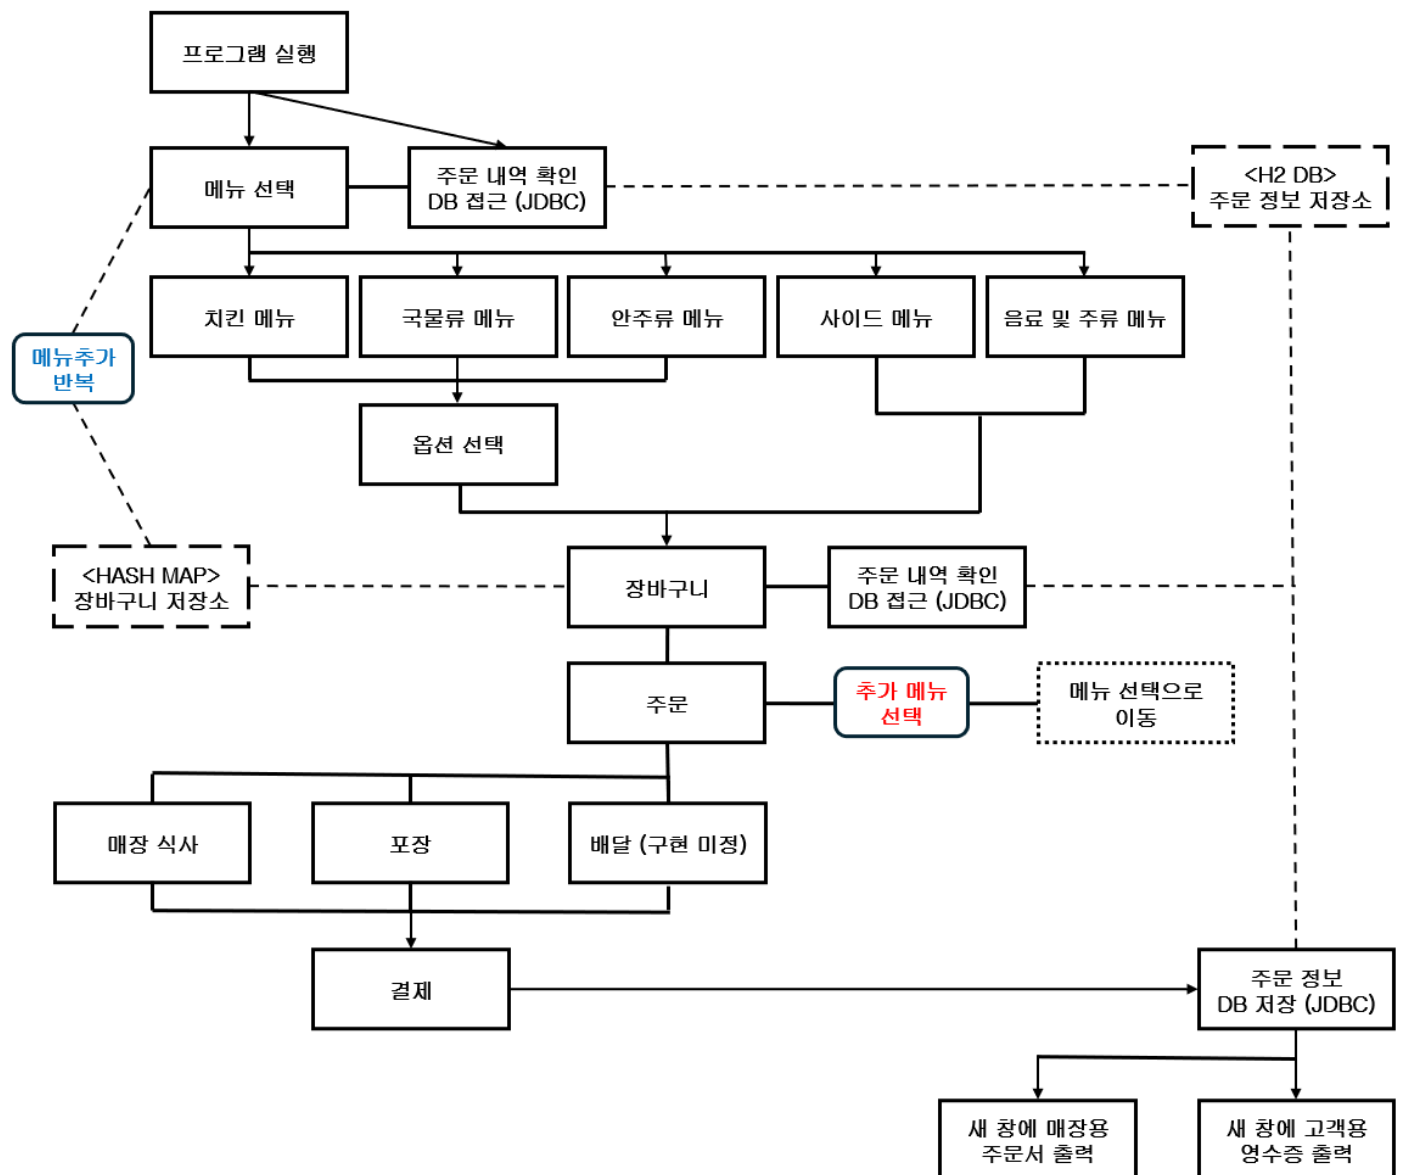 프로그램 실행
메뉴 선택
주문 내역 확인
DB 접근 (JDBC)
<H2 DB>
주문 정보 저장소
치킨 메뉴
국물류 메뉴
안주류 메뉴
사이드 메뉴
음료 및 주류 메뉴
메뉴추가
반복
옵션 선택
<HASH MAP>
장바구니 저장소
장바구니
주문 내역 확인
DB 접근 (JDBC)
주문
추가 메뉴
선택
메뉴 선택으로
이동
매장 식사
포장
배달 (구현 미정)
결제
주문 정보
DB 저장 (JDBC)
새 창에 매장용
주문서 출력
새 창에 고객용
영수증 출력